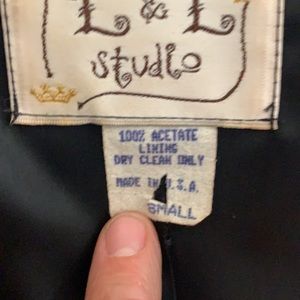 L & L
Studio
100% ACETATE
LINING
DRY CLEAN ONLY
MADE IN U.S.A.
SMALL